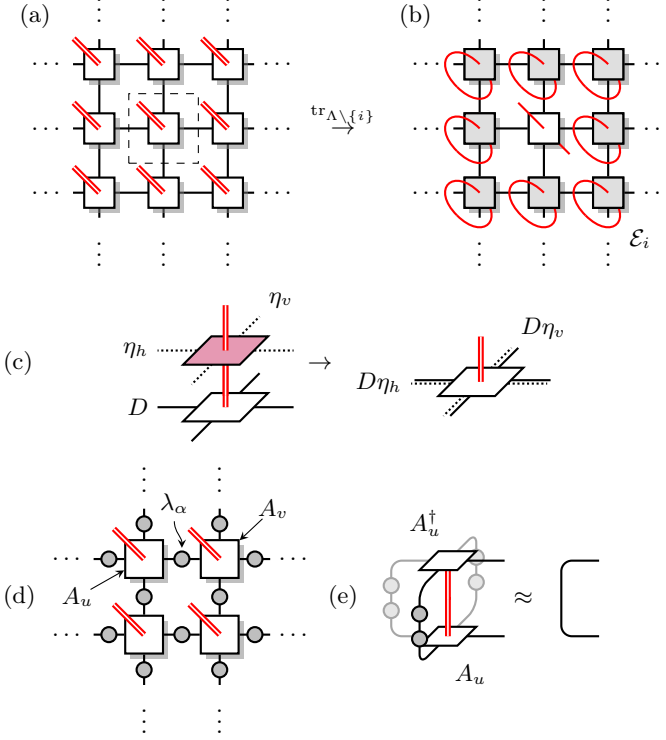 (a)
(b)
tr_{Λ\{i}}
→
ℰ_i
(c)
η_v
η_h
D
→
Dη_v
Dη_h
(d)
λ_α
A_v
A_u
(e)
A_u^†
≈
A_u